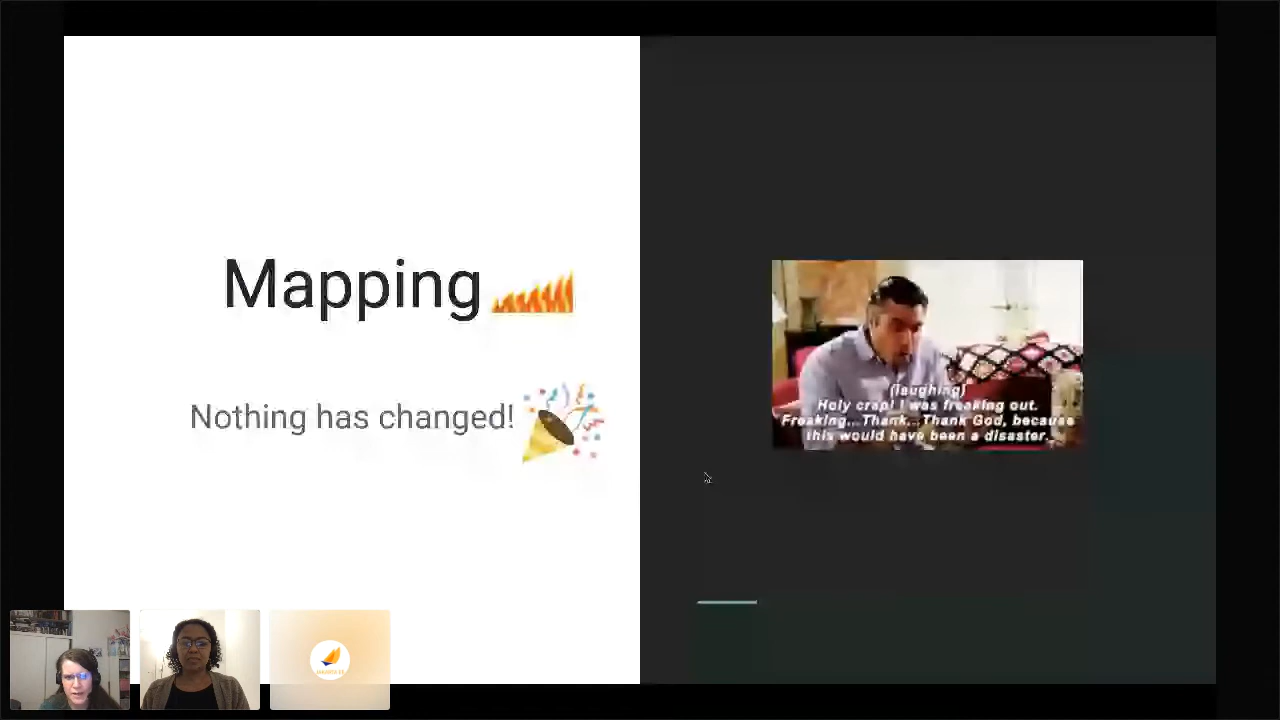 Mapping
Nothing has changed!
(laughing)
Holy crap! I was freaking out.
Freaking...Thank...Thank God, because
this would have been a disaster.